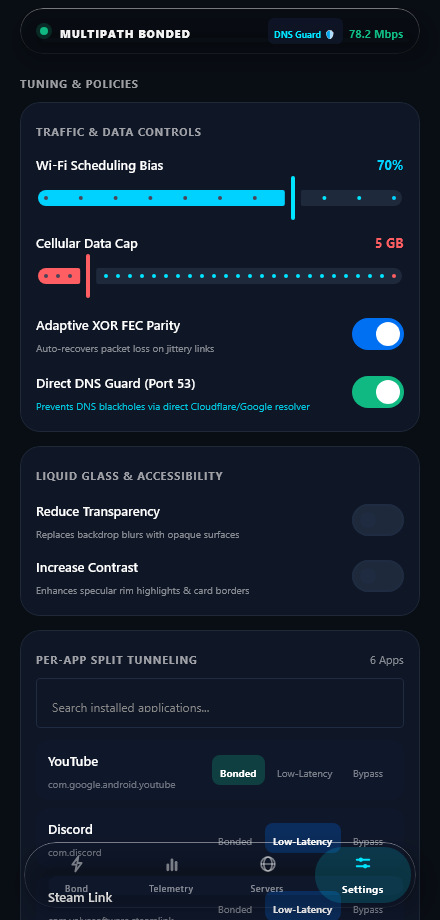 MULTIPATH BONDED
DNS Guard
78.2 Mbps
TUNING & POLICIES
TRAFFIC & DATA CONTROLS
Wi-Fi Scheduling Bias 70%
Cellular Data Cap 5 GB
Adaptive XOR FEC Parity
Auto-recovers packet loss on jittery links
Direct DNS Guard (Port 53)
Prevents DNS blackholes via direct Cloudflare/Google resolver
LIQUID GLASS & ACCESSIBILITY
Reduce Transparency
Replaces backdrop blurs with opaque surfaces
Increase Contrast
Enhances specular rim highlights & card borders
PER-APP SPLIT TUNNELING 6 Apps
Search installed applications...
YouTube
com.google.android.youtube
Bonded Low-Latency Bypass
Discord
com.discord
Bonded Low-Latency Bypass
Bond Telemetry Servers Settings
Steam Link
Bonded Low-Latency Bypass